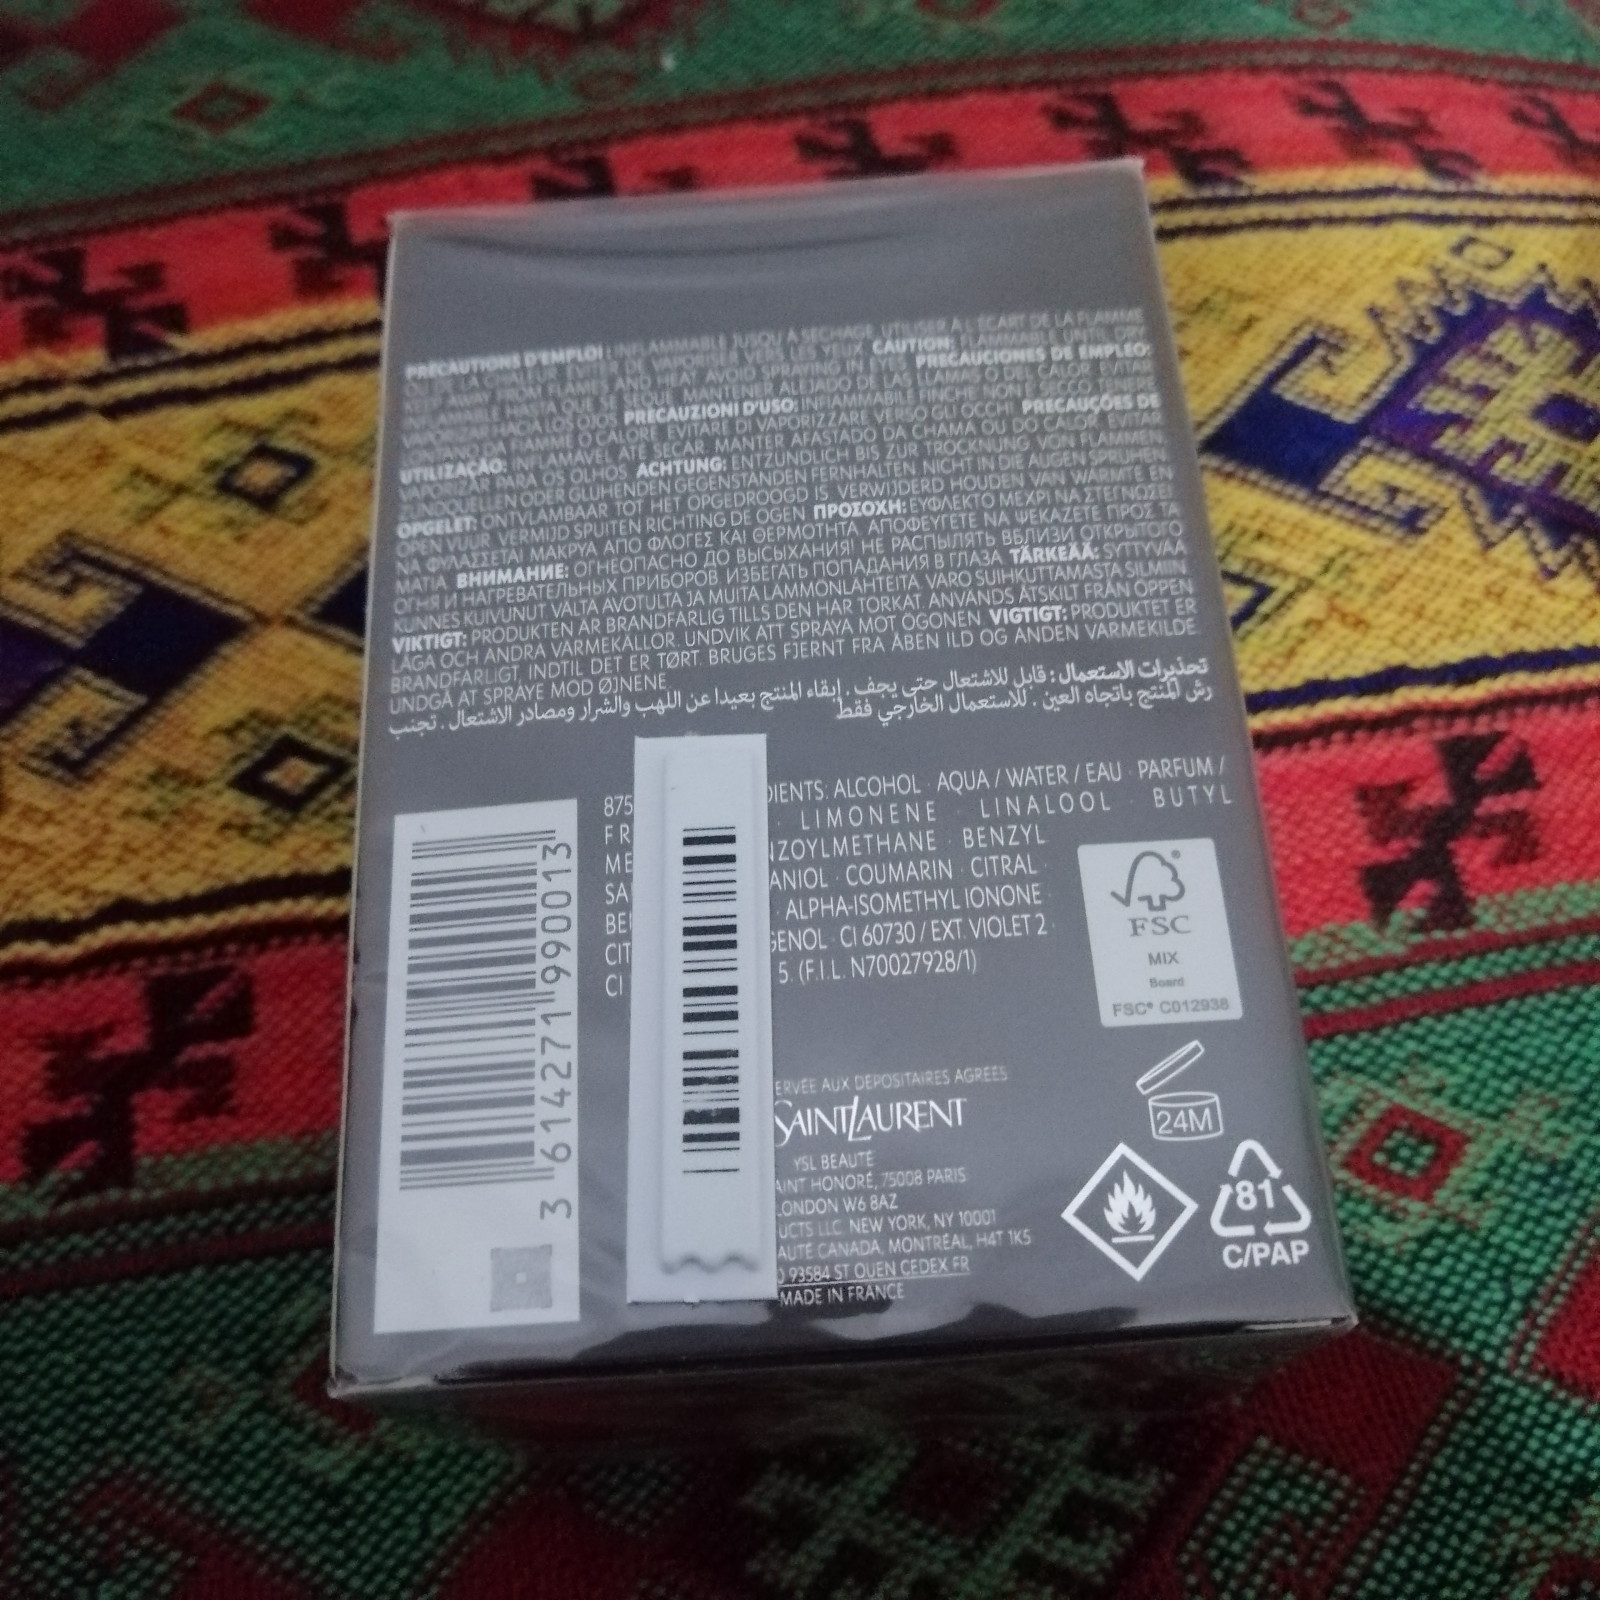 PRÉCAUTIONS D'EMPLOI : INFLAMMABLE JUSQU'À SÉCHAGE. UTILISER À L'ÉCART DE LA FLAMME
DE LA CHALEUR. ÉVITER DE VAPORISER VERS LES YEUX. CAUTION: FLAMMABLE UNTIL DRY.
KEEP AWAY FROM FLAMES AND HEAT. AVOID SPRAYING IN EYES. PRECAUCIONES DE EMPLEO:
INFLAMABLE HASTA QUE SE SEQUE. MANTENER ALEJADO DE LAS LLAMAS O DEL CALOR. EVITAR
VAPORIZAR HACIA LOS OJOS. PRECAUZIONI D'USO: INFIAMMABILE FINCHÉ NON È SECCO. TENERE
LONTANO DA FIAMME O CALORE. EVITARE DI VAPORIZZARE VERSO GLI OCCHI. PRECAUÇÕES DE
UTILIZAÇÃO: INFLAMÁVEL ATÉ SECAR. MANTER AFASTADO DA CHAMA OU DO CALOR. EVITAR
VAPORIZAR PARA OS OLHOS. ACHTUNG: ENTZÜNDLICH BIS ZUR TROCKNUNG. VON FLAMMEN,
ZÜNDQUELLEN ODER GLÜHENDEN GEGENSTÄNDEN FERNHALTEN. NICHT IN DIE AUGEN SPRÜHEN.
OPGELET: ONTVLAMBAAR TOT HET OPGEDROOGD IS. VERWIJDERD HOUDEN VAN WARMTE EN
OPEN VUUR. VERMIJD SPUITEN RICHTING DE OGEN. ΠΡΟΣΟΧΗ: ΕΥΦΛΕΚΤΟ ΜΕΧΡΙ ΝΑ ΣΤΕΓΝΩΣΕΙ.
ΝΑ ΦΥΛΑΣΣΕΤΑΙ ΜΑΚΡΥΑ ΑΠΟ ΦΛΟΓΕΣ ΚΑΙ ΘΕΡΜΟΤΗΤΑ. ΑΠΟΦΕΥΓΕΤΕ ΝΑ ΨΕΚΑΖΕΤΕ ΠΡΟΣ ΤΑ
ΜΑΤΙΑ. ВНИМАНИЕ: ОГНЕОПАСНО ДО ВЫСЫХАНИЯ! НЕ РАСПЫЛЯТЬ ВБЛИЗИ ОТКРЫТОГО
ОГНЯ И НАГРЕВАТЕЛЬНЫХ ПРИБОРОВ. ИЗБЕГАТЬ ПОПАДАНИЯ В ГЛАЗА. TÄRKEÄÄ: SYTTYVÄÄ
KUNNES KUIVUNUT. VÄLTÄ AVOTULTA JA MUITA LÄMMÖNLÄHTEITÄ. VARO SUIHKUTTAMASTA SILMIIN.
VIKTIGT: PRODUKTEN ÄR BRANDFARLIG TILLS DEN HAR TORKAT. ANVÄNDS ÅTSKILT FRÅN ÖPPEN
LÅGA OCH ANDRA VÄRMEKÄLLOR. UNDVIK ATT SPRAYA MOT ÖGONEN. VIGTIGT: PRODUKTET ER
BRANDFARLIGT, INDTIL DET ER TØRT. BRUGES FJERNT FRA ÅBEN ILD OG ANDEN VARMEKILDE.
UNDGÅ AT SPRAYE MOD ØJNENE.
تحذيرات الاستعمال : قابل للاشتعال حتى يجف . إبقاء المنتج بعيدا عن اللهب والشرار ومصادر الاشتعال . تجنب
رش المنتج باتجاه العين . للاستعمال الخارجي فقط
875 DIENTS: ALCOHOL · AQUA / WATER / EAU · PARFUM /
FR · LIMONENE · LINALOOL · BUTYL
ME NZOYLMETHANE · BENZYL
SA ANIOL · COUMARIN · CITRAL ·
BE · ALPHA-ISOMETHYL IONONE ·
CIT GENOL · CI 60730 / EXT. VIOLET 2 ·
CI 5. (F.I.L. N70027928/1)
3 614271 990013
FSC
MIX
Board
FSC® C012938
24M
ERVÉE AUX DÉPOSITAIRES AGRÉÉS
SAINTLAURENT
YSL BEAUTÉ
AINT HONORÉ, 75008 PARIS
LONDON W6 8AZ
UCTS LLC, NEW YORK, NY 10001
AUTÉ CANADA, MONTRÉAL, H4T 1K5
93584 ST OUEN CEDEX FR
MADE IN FRANCE
81
C/PAP